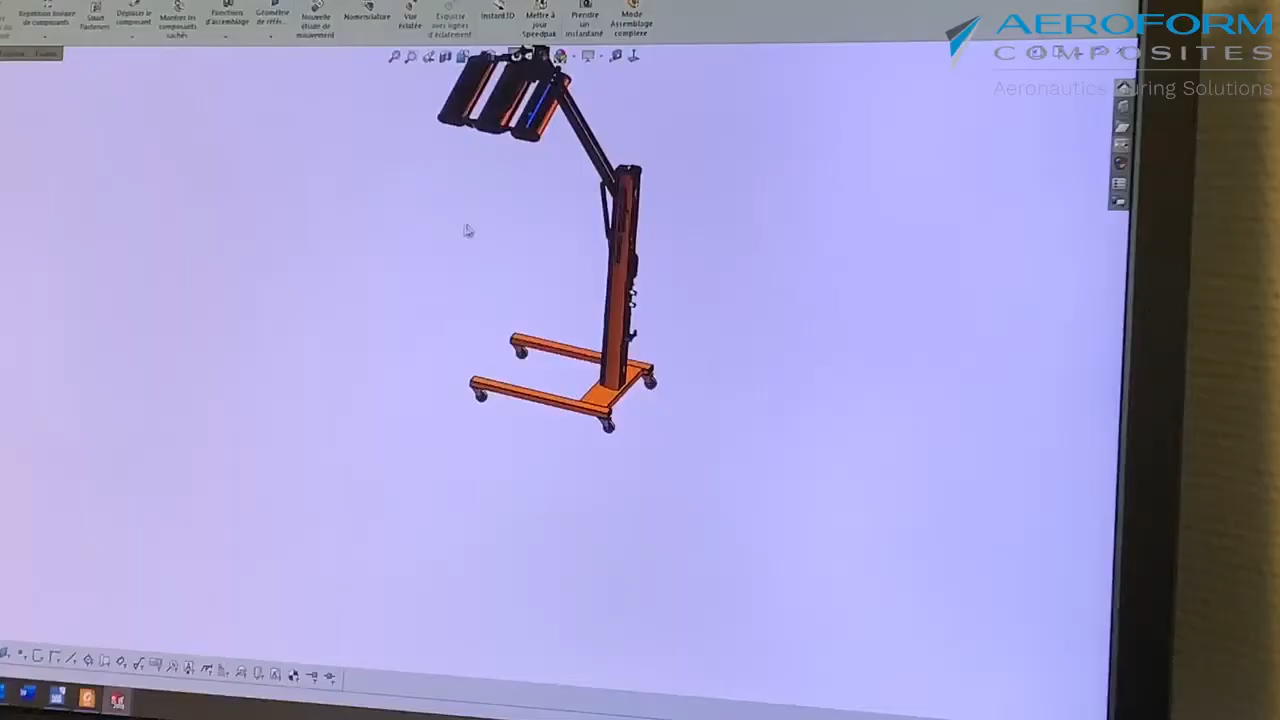 Répétition linéaire
de composants
Smart
Fasteners
Déplacer le
composant
Montrer les
composants
cachés
Fonctions
d'assemblage
Géométrie
de référ...
Nouvelle
étude de
mouvement
Nomenclature
Vue
éclatée
Esquisse
avec lignes
d'éclatement
Instant3D
Mettre à
jour
Speedpak
Prendre
un
instantané
Mode
Assemblage
complexe
AEROFORM
COMPOSITES
Aeronautics Curing Solutions